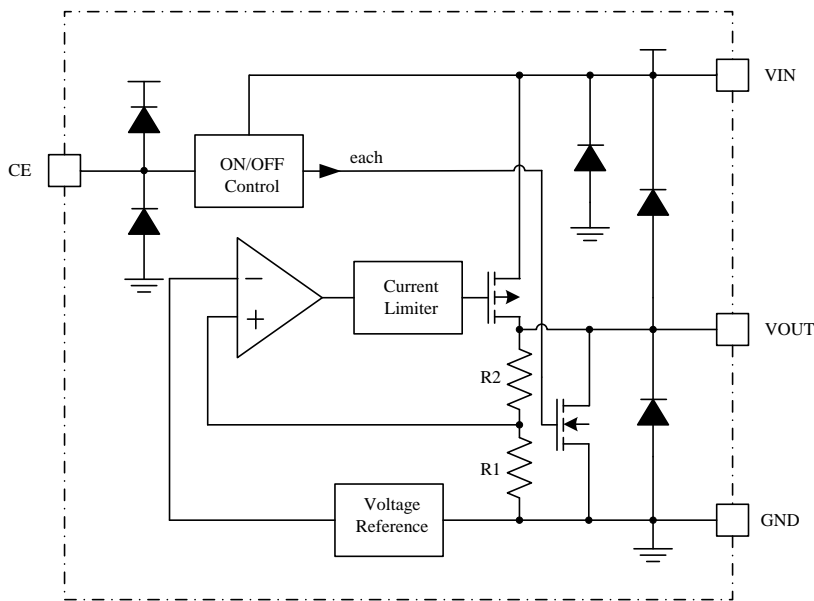 VIN
CE
ON/OFF
Control
each
Current
Limiter
VOUT
R2
R1
Voltage
Reference
GND